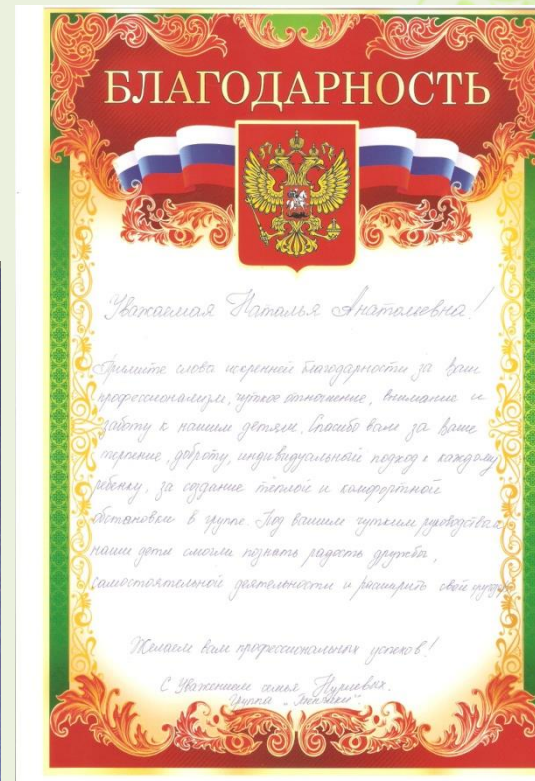 БЛАГОДАРНОСТЬ
Уважаемая Наталья Анатолевна!
Примите слова искренней благодарности за Ваш
профессионализм, чуткое отношение, внимание и
заботу к нашим детям. Спасибо вам за Ваше
терпение, доброту, индивидуальный подход к каждому
ребенку, за создание тёплой и комфортной
обстановки в группе. Под вашим чутким руководством
наши дети смогли познать радость дружбы,
самостоятельной деятельности и расширить свой кругозор
Желаем вам профессиональных успехов!
С Уважением семья
Группа